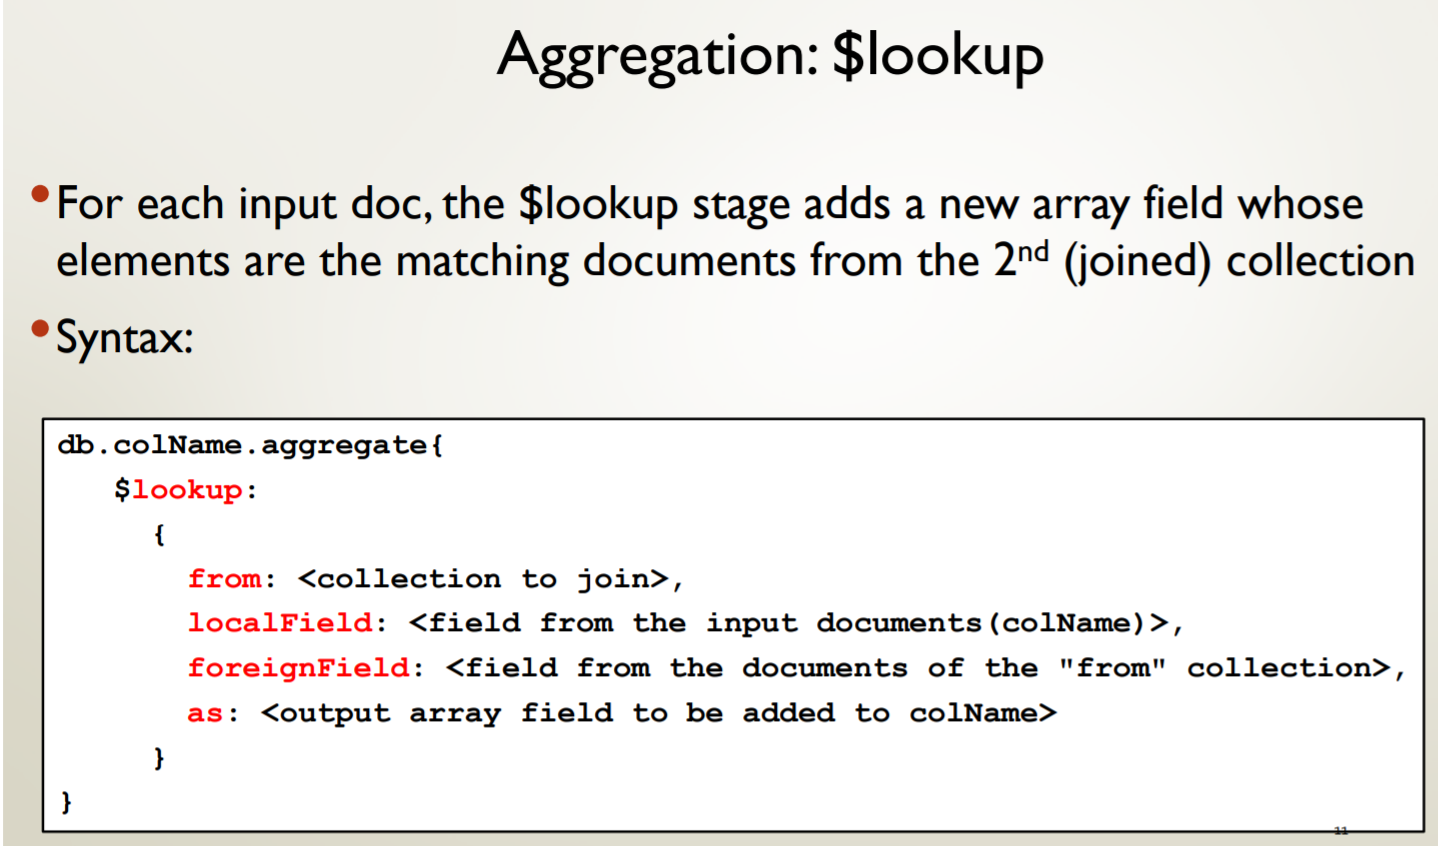 Aggregation: $lookup
•For each input doc, the $lookup stage adds a new array field whose
elements are the matching documents from the 2nd (joined) collection
•Syntax:
db.colName.aggregate{
$lookup:
{
from: <collection to join>,
localField: <field from the input documents(colName)>,
foreignField: <field from the documents of the "from" collection>,
as: <output array field to be added to colName>
}
}
11